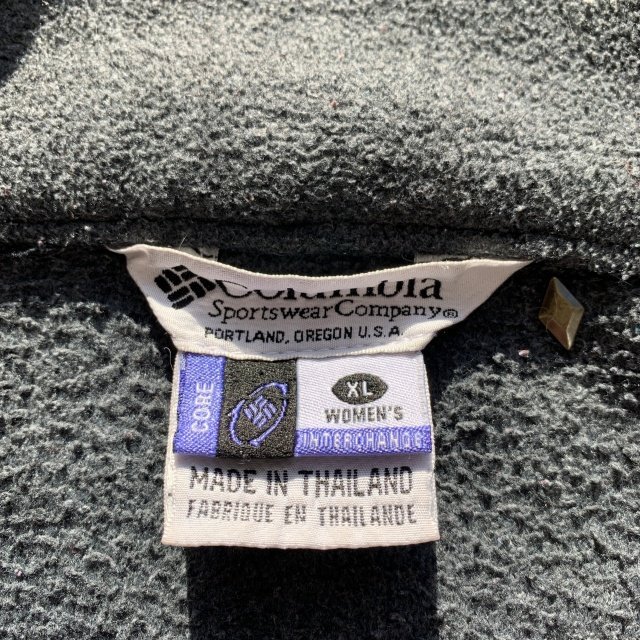 Columbia
Sportswear Company®
PORTLAND, OREGON U.S.A.
CORE
XL
WOMEN'S
INTERCHANGE
MADE IN THAILAND
FABRIQUE EN THAILANDE